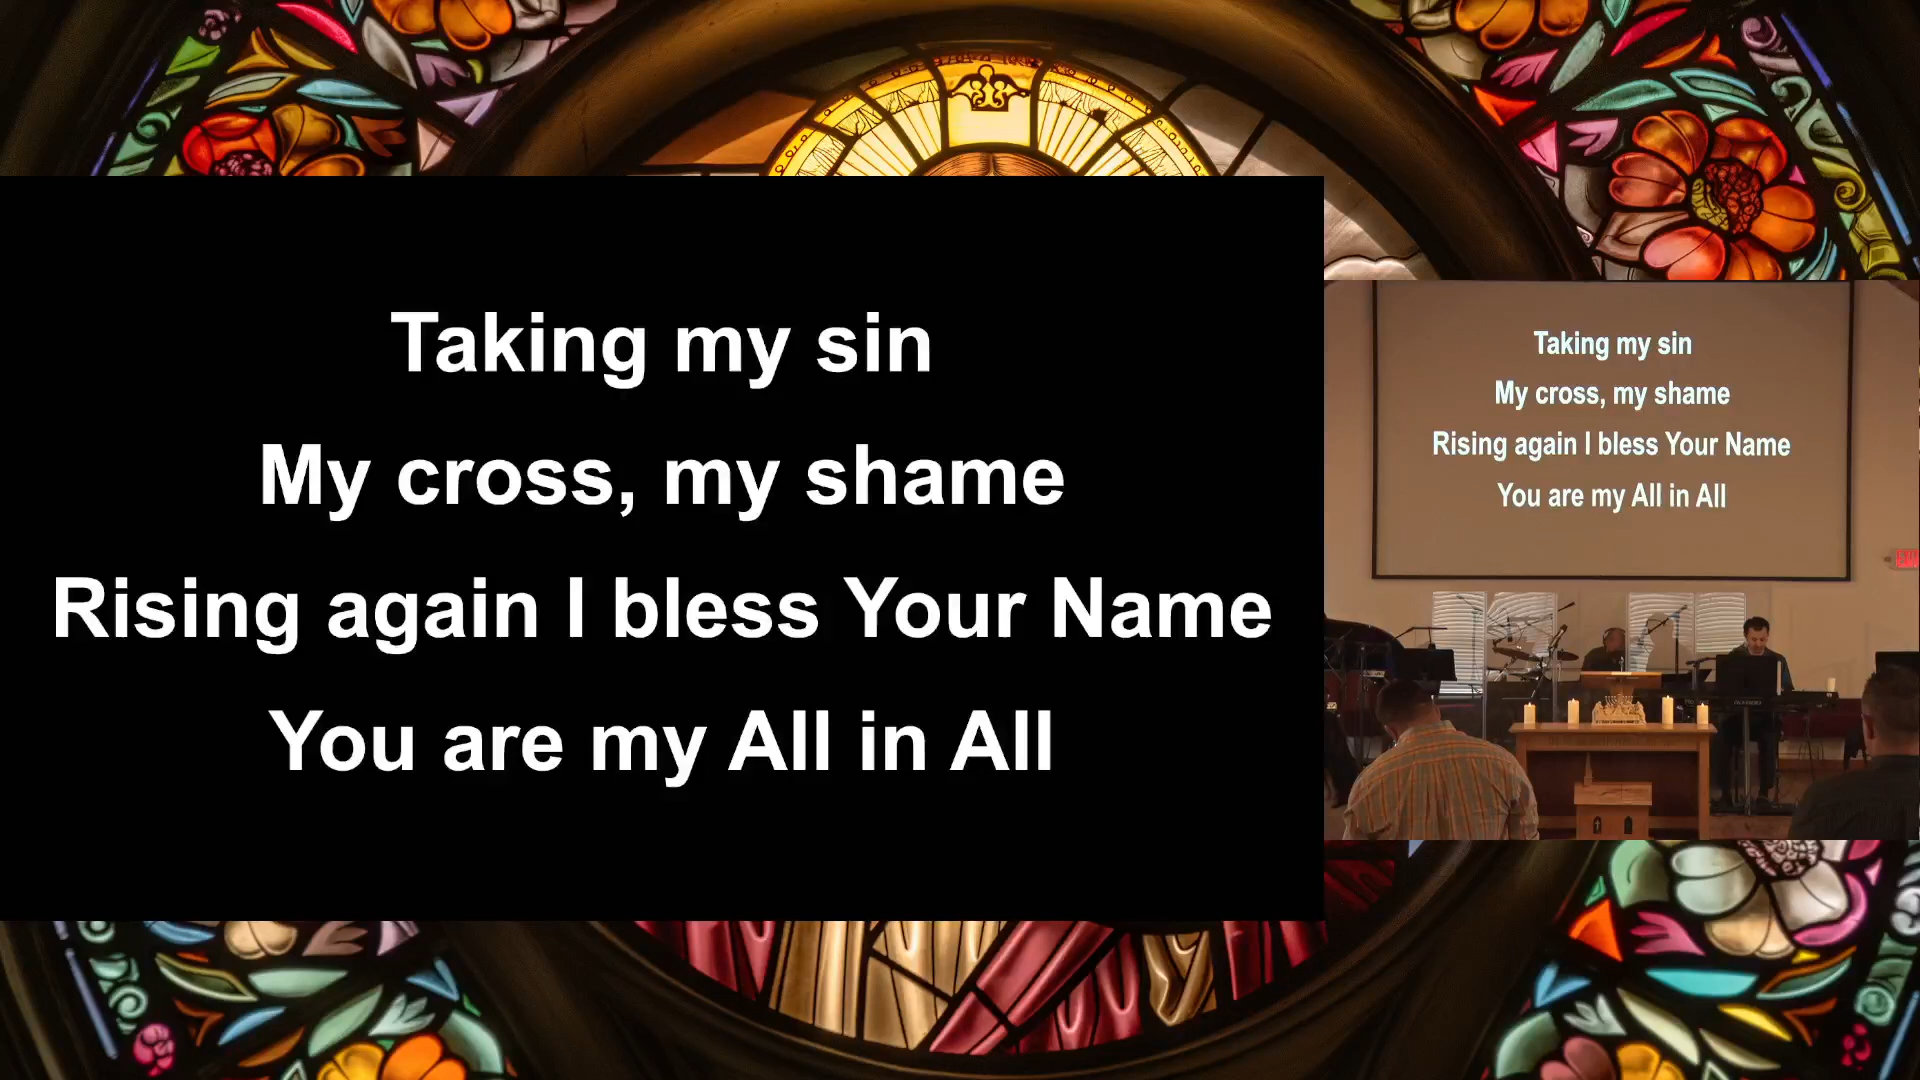 Taking my sin
My cross, my shame
Rising again I bless Your Name
You are my All in All
Taking my sin
My cross, my shame
Rising again I bless Your Name
You are my All in All